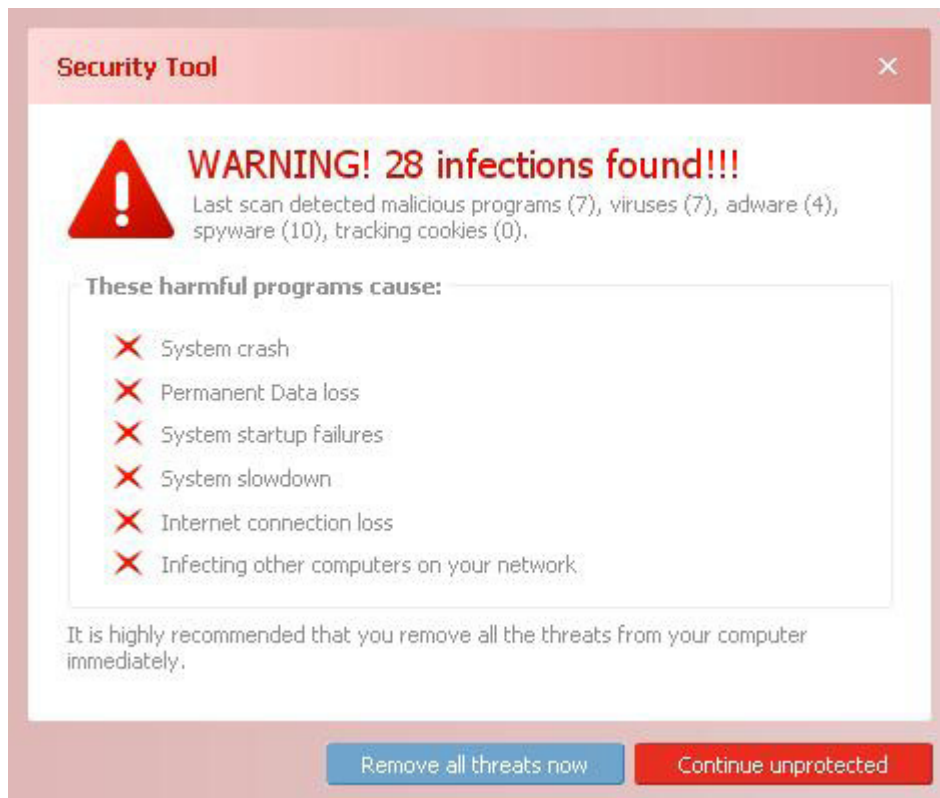 Security Tool
WARNING! 28 infections found!!!
Last scan detected malicious programs (7), viruses (7), adware (4),
spyware (10), tracking cookies (0).
These harmful programs cause:
System crash
Permanent Data loss
System startup failures
System slowdown
Internet connection loss
Infecting other computers on your network
It is highly recommended that you remove all the threats from your computer
immediately.
Remove all threats now
Continue unprotected